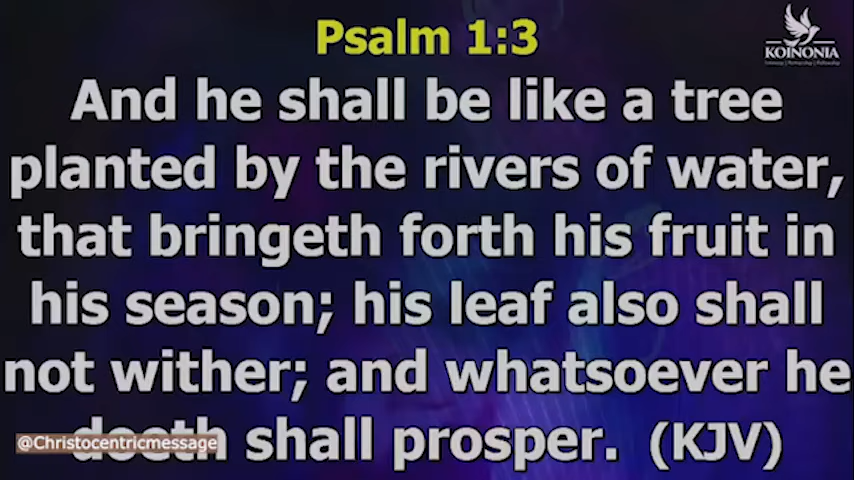 Psalm 1:3
KOINONIA
And he shall be like a tree
planted by the rivers of water,
that bringeth forth his fruit in
his season; his leaf also shall
not wither; and whatsoever he
doeth shall prosper. (KJV)
@Christocentricmessage